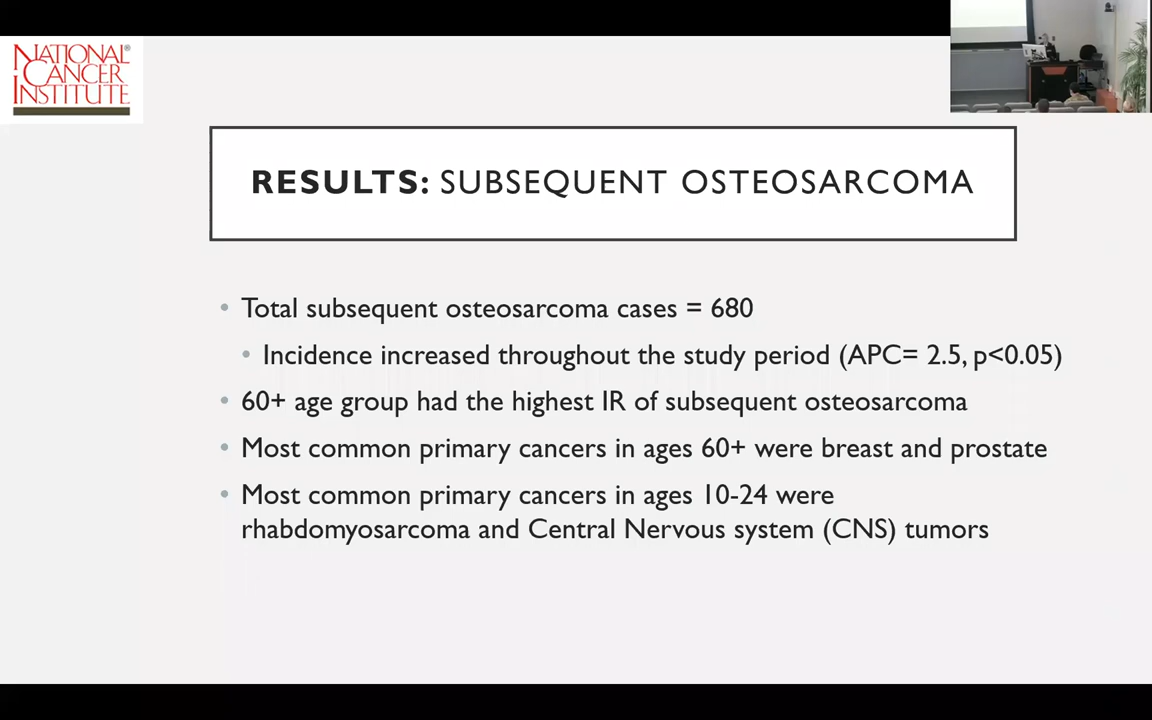 NATIONAL®
CANCER
INSTITUTE
RESULTS: SUBSEQUENT OSTEOSARCOMA
• Total subsequent osteosarcoma cases = 680
• Incidence increased throughout the study period (APC= 2.5, p<0.05)
• 60+ age group had the highest IR of subsequent osteosarcoma
• Most common primary cancers in ages 60+ were breast and prostate
• Most common primary cancers in ages 10-24 were
rhabdomyosarcoma and Central Nervous system (CNS) tumors